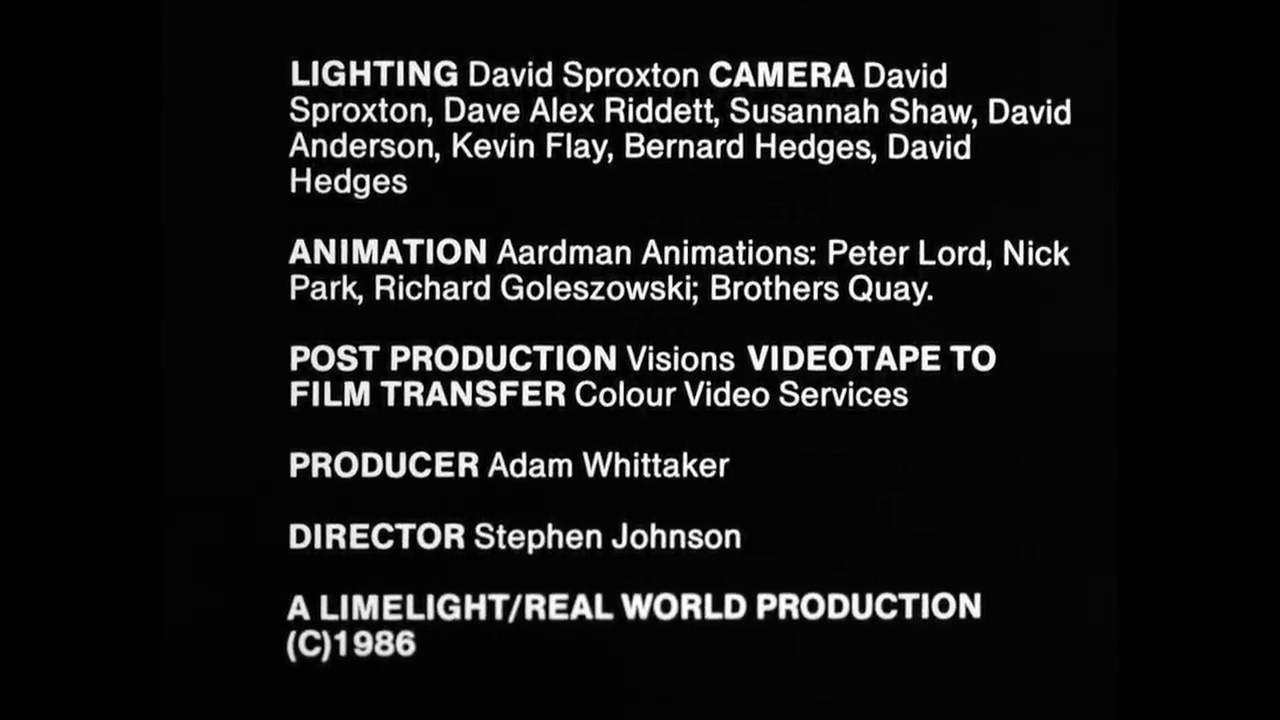 LIGHTING David Sproxton CAMERA David
Sproxton, Dave Alex Riddett, Susannah Shaw, David
Anderson, Kevin Flay, Bernard Hedges, David
Hedges
ANIMATION Aardman Animations: Peter Lord, Nick
Park, Richard Goleszowski; Brothers Quay.
POST PRODUCTION Visions VIDEOTAPE TO
FILM TRANSFER Colour Video Services
PRODUCER Adam Whittaker
DIRECTOR Stephen Johnson
A LIMELIGHT/REAL WORLD PRODUCTION
(C)1986